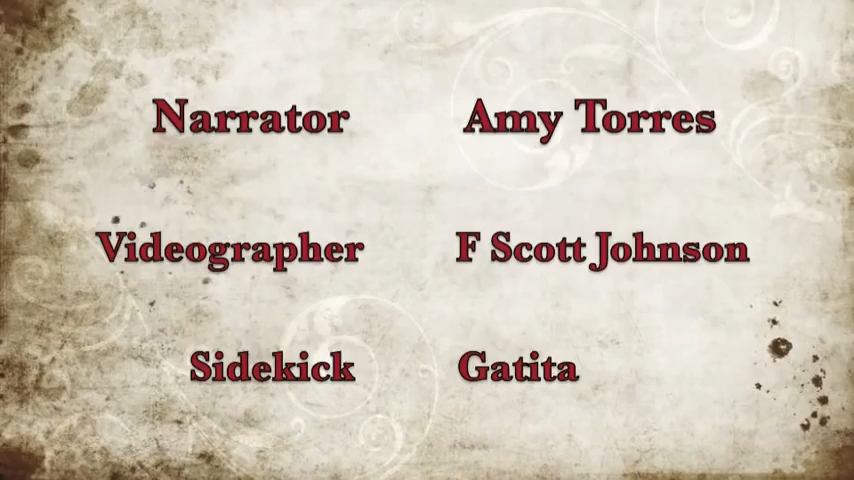 Narrator Amy Torres
Videographer F Scott Johnson
Sidekick Gatita